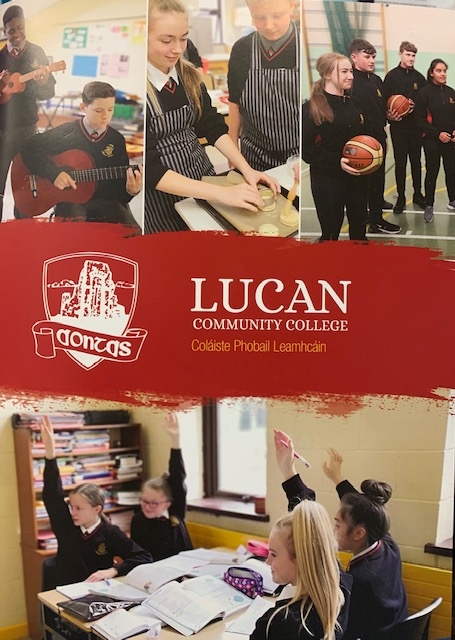 aontas
LUCAN
COMMUNITY COLLEGE
Coláiste Phobail Leamhcáin